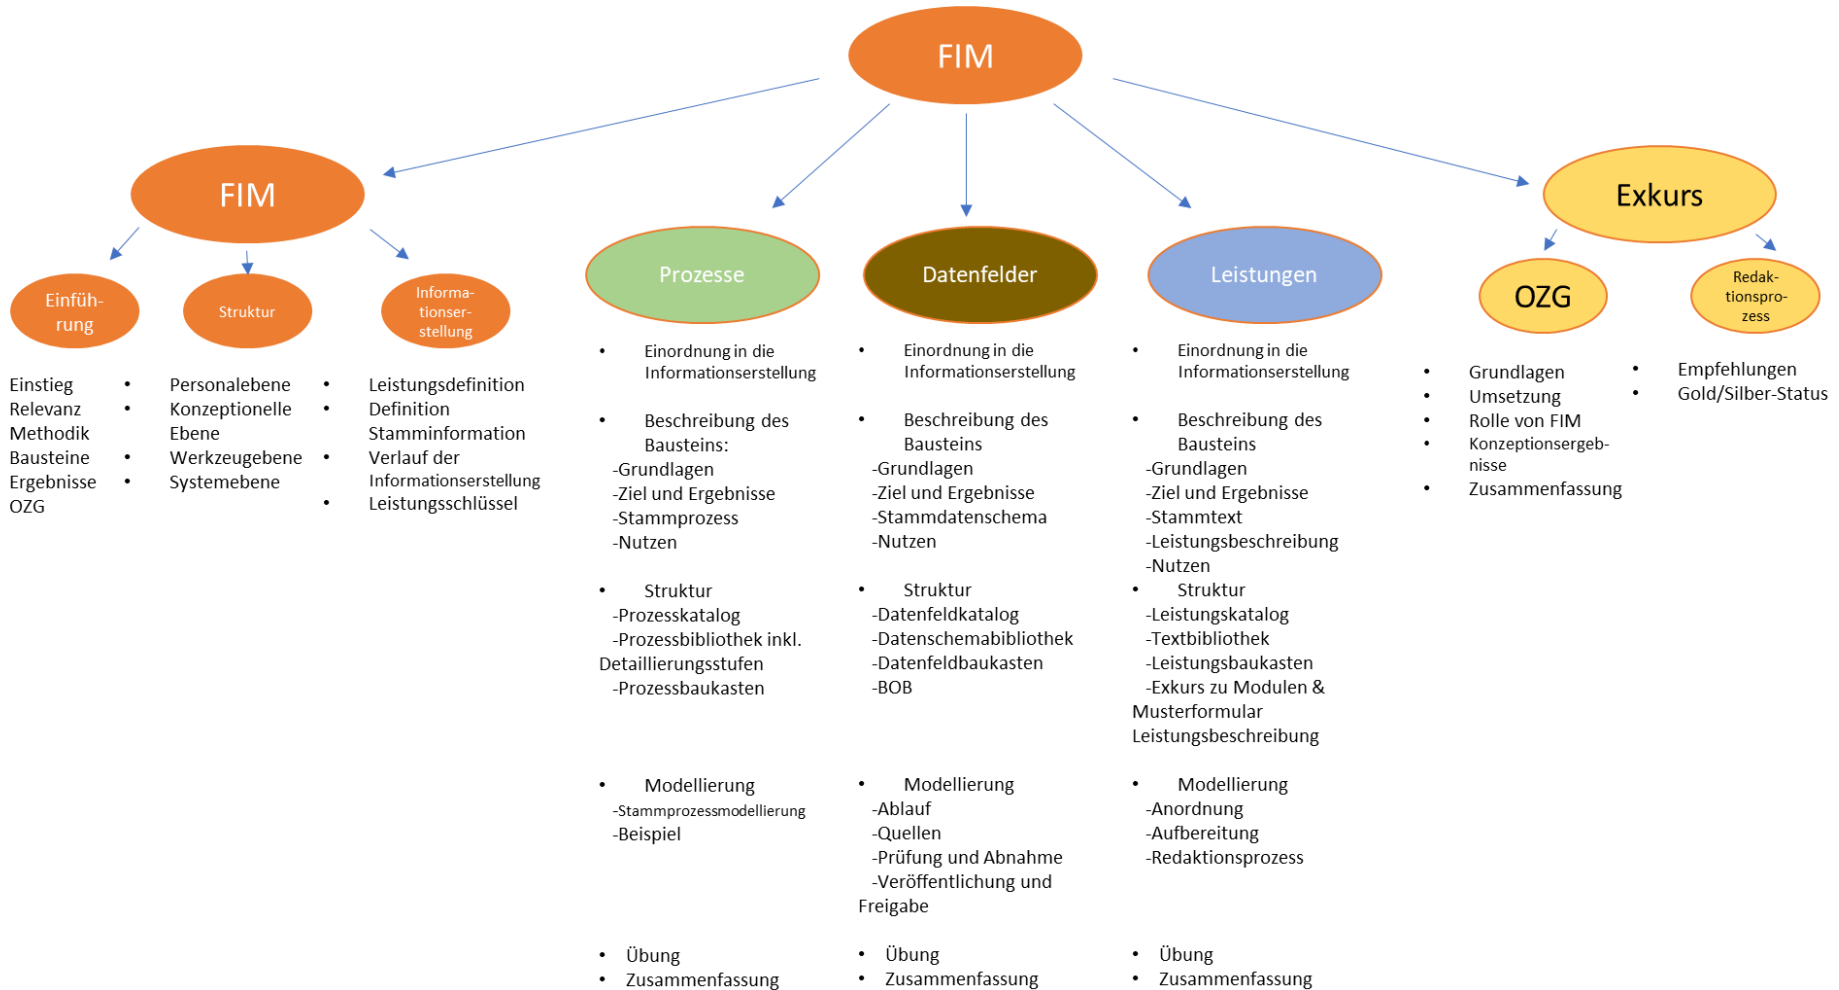 FIM
FIM
Einfüh-
rung
Struktur
Informa-
tionser-
stellung
Einstieg
Relevanz
Methodik
Bausteine
Ergebnisse
OZG
• Personalebene
• Konzeptionelle
Ebene
• Werkzeugebene
• Systemebene
• Leistungsdefinition
• Definition
Stamminformation
• Verlauf der
Informationserstellung
• Leistungsschlüssel
Prozesse
• Einordnung in die
Informationserstellung
• Beschreibung des
Bausteins:
-Grundlagen
-Ziel und Ergebnisse
-Stammprozess
-Nutzen
• Struktur
-Prozesskatalog
-Prozessbibliothek inkl.
Detaillierungsstufen
-Prozessbaukasten
• Modellierung
-Stammprozessmodellierung
-Beispiel
• Übung
• Zusammenfassung
Datenfelder
• Einordnung in die
Informationserstellung
• Beschreibung des
Bausteins
-Grundlagen
-Ziel und Ergebnisse
-Stammdatenschema
-Nutzen
• Struktur
-Datenfeldkatalog
-Datenschemabibliothek
-Datenfeldbaukasten
-BOB
• Modellierung
-Ablauf
-Quellen
-Prüfung und Abnahme
-Veröffentlichung und
Freigabe
• Übung
• Zusammenfassung
Leistungen
• Einordnung in die
Informationserstellung
• Beschreibung des
Bausteins
-Grundlagen
-Ziel und Ergebnisse
-Stammtext
-Leistungsbeschreibung
-Nutzen
• Struktur
-Leistungskatalog
-Textbibliothek
-Leistungsbaukasten
-Exkurs zu Modulen &
Musterformular
Leistungsbeschreibung
• Modellierung
-Anordnung
-Aufbereitung
-Redaktionsprozess
• Übung
• Zusammenfassung
Exkurs
OZG
Redak-
tionspro-
zess
• Grundlagen
• Umsetzung
• Rolle von FIM
• Konzeptionsergeb-
nisse
• Zusammenfassung
• Empfehlungen
• Gold/Silber-Status